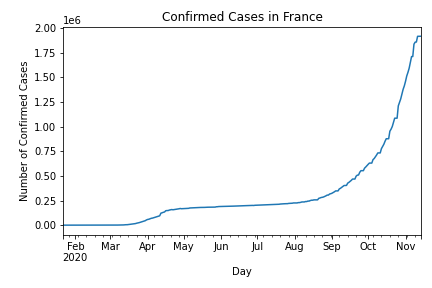 Confirmed Cases in France
1e6
2.00
1.75
1.50
1.25
1.00
0.75
0.50
0.25
0.00
Number of Confirmed Cases
Feb Mar Apr May Jun Jul Aug Sep Oct Nov
2020
Day